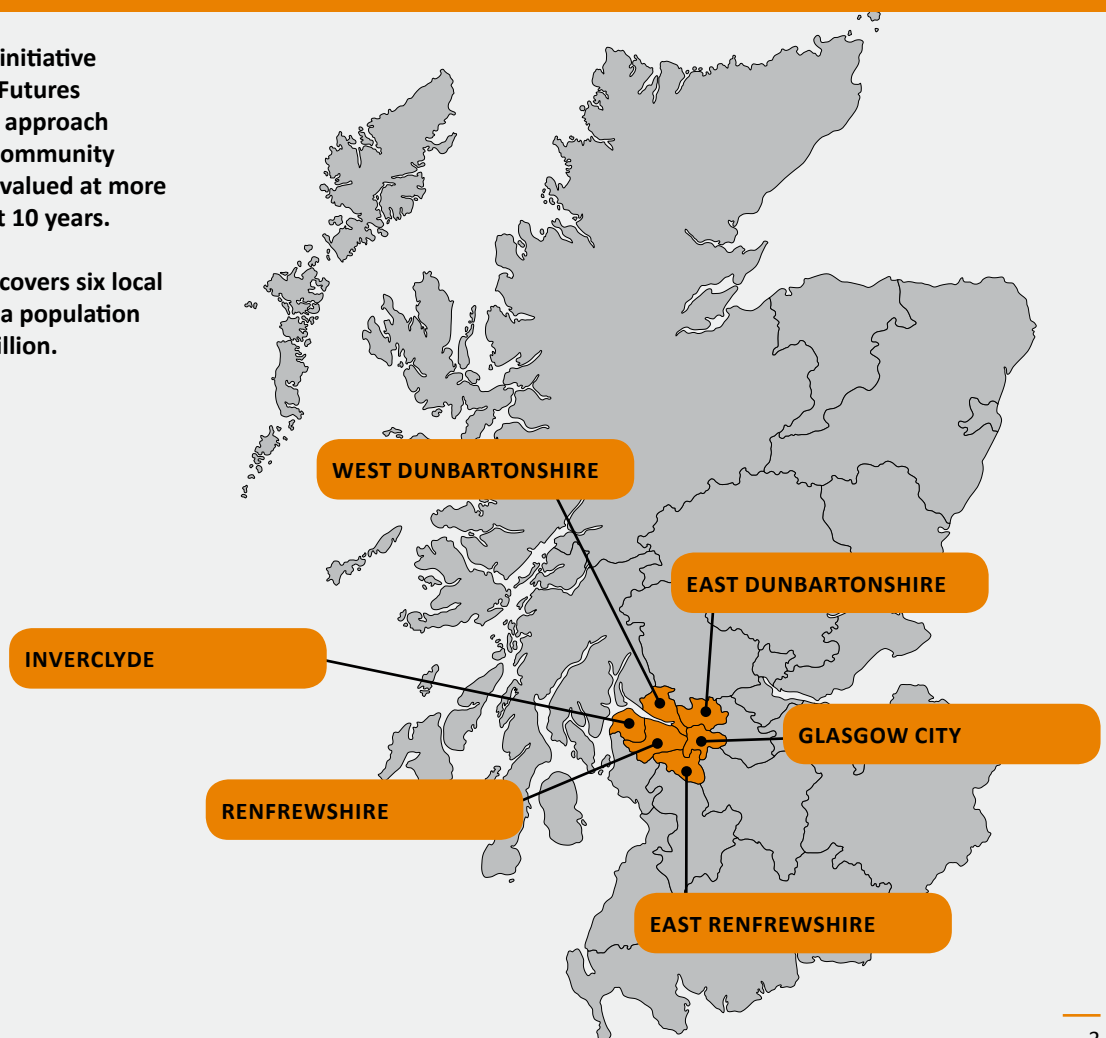 initiative
Futures
approach
ommunity
valued at more
t 10 years.
covers six local
a population
illion.
WEST DUNBARTONSHIRE
EAST DUNBARTONSHIRE
INVERCLYDE
GLASGOW CITY
RENFREWSHIRE
EAST RENFREWSHIRE